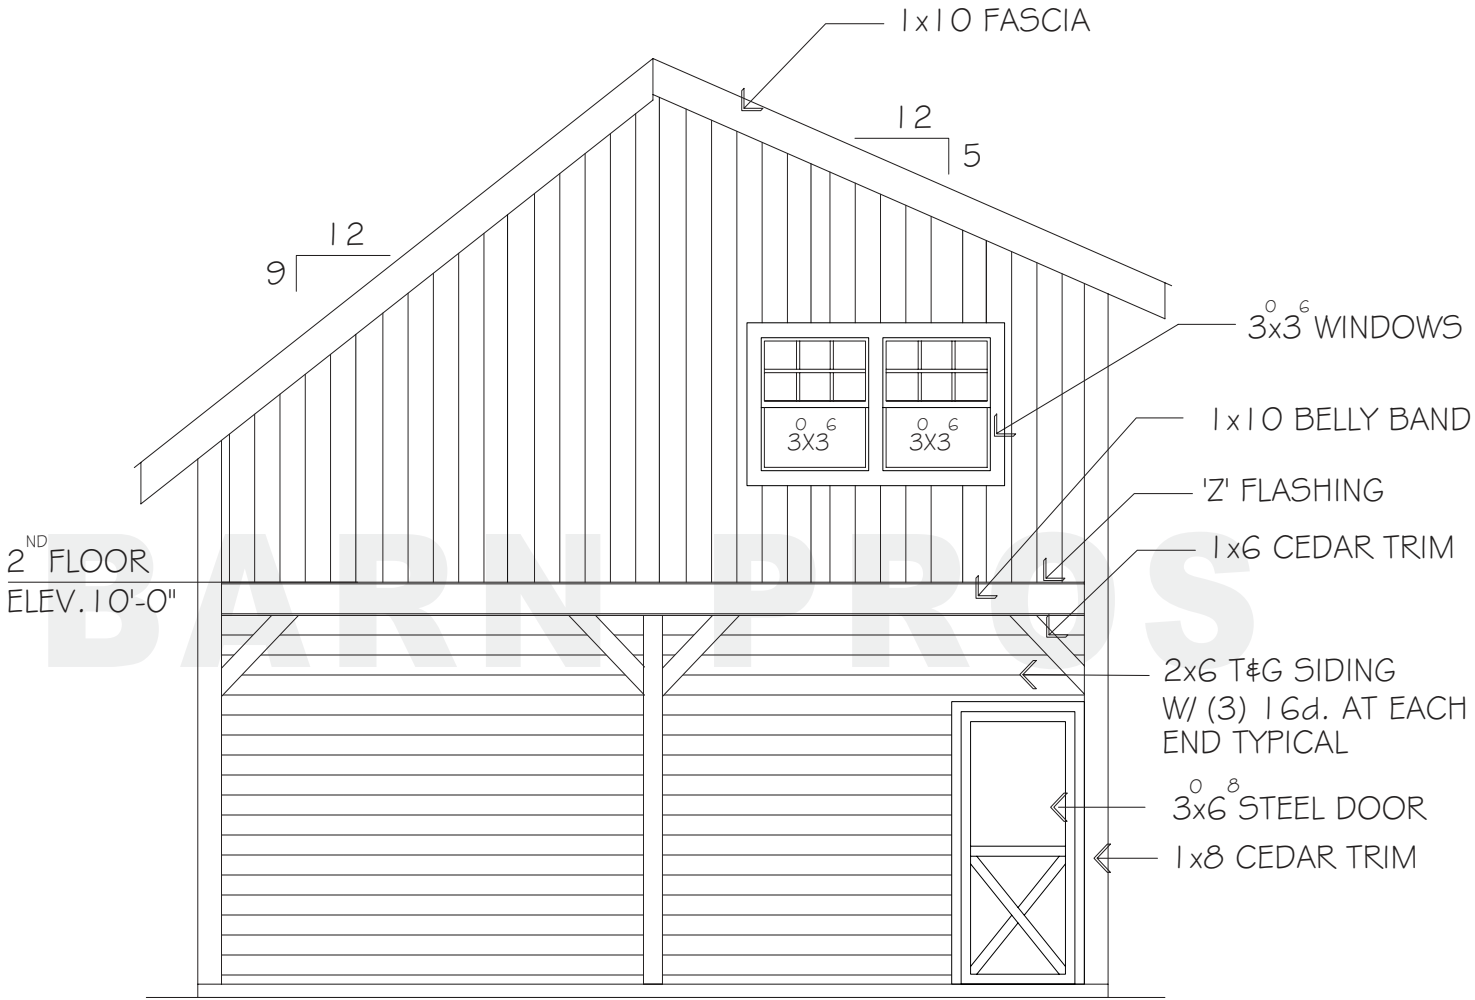 1x10 FASCIA
12
5
12
9
3⁰x3⁶ WINDOWS
1x10 BELLY BAND
3⁰X3⁶
3⁰X3⁶
'Z' FLASHING
2ND FLOOR
1x6 CEDAR TRIM
ELEV. 10'-0"
BARN PROS
2x6 T&G SIDING
W/ (3) 16d. AT EACH
END TYPICAL
3⁰x6⁸ STEEL DOOR
1x8 CEDAR TRIM